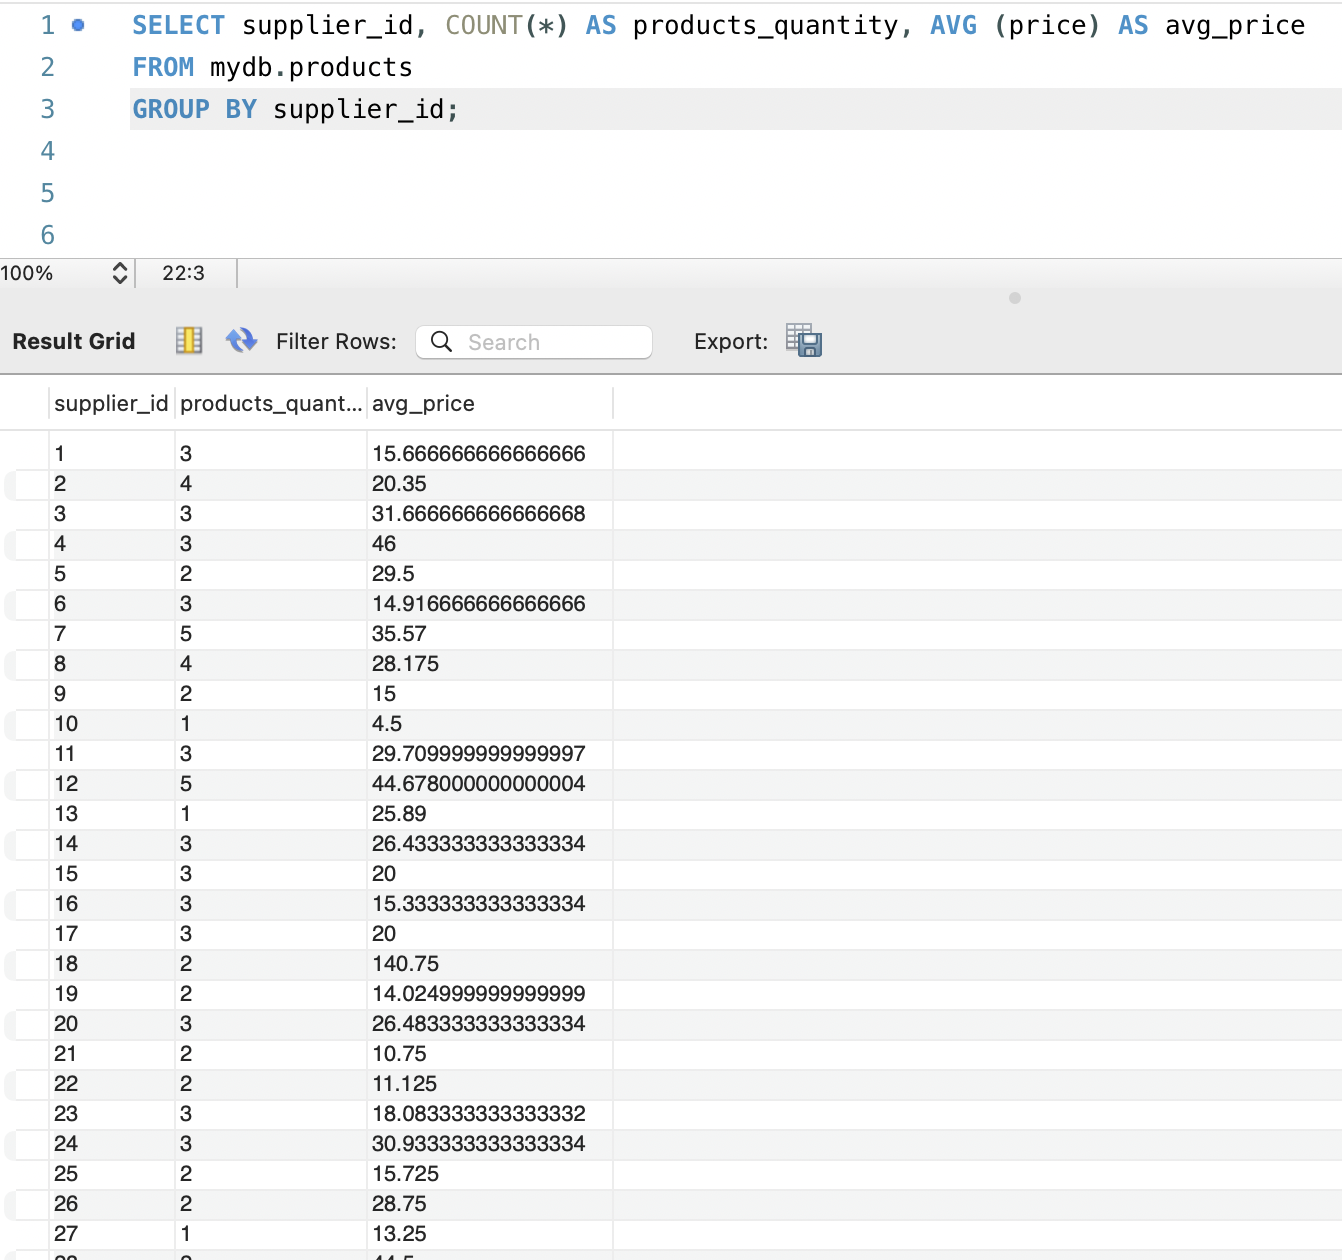 1 SELECT supplier_id, COUNT(*) AS products_quantity, AVG (price) AS avg_price
2 FROM mydb.products
3 GROUP BY supplier_id;
4
5
6
100% 22:3
Result Grid Filter Rows: Search Export:
supplier_id products_quant... avg_price
1 3 15.666666666666666
2 4 20.35
3 3 31.666666666666668
4 3 46
5 2 29.5
6 3 14.916666666666666
7 5 35.57
8 4 28.175
9 2 15
10 1 4.5
11 3 29.709999999999997
12 5 44.678000000000004
13 1 25.89
14 3 26.433333333333334
15 3 20
16 3 15.333333333333334
17 3 20
18 2 140.75
19 2 14.024999999999999
20 3 26.483333333333334
21 2 10.75
22 2 11.125
23 3 18.083333333333332
24 3 30.933333333333334
25 2 15.725
26 2 28.75
27 1 13.25